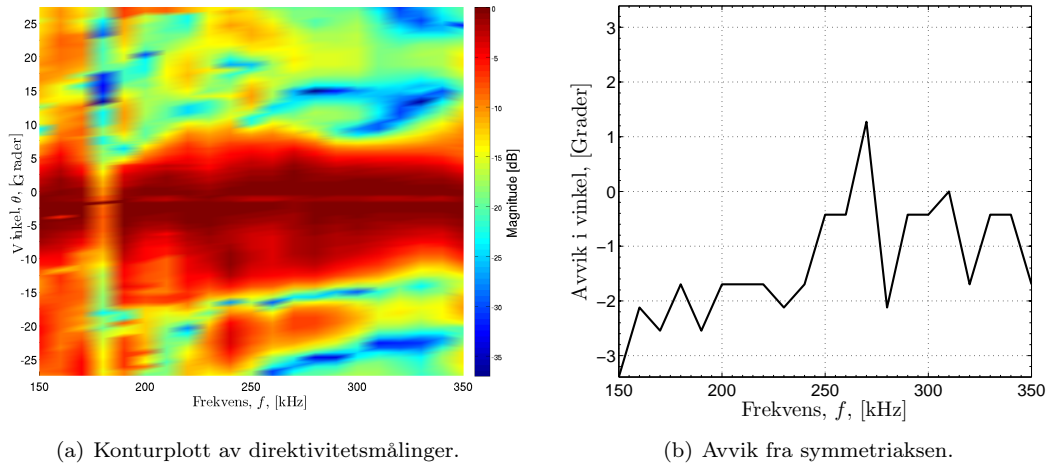 25
20
15
10
5
0
-5
-10
-15
-20
-25
Vinkel, θ, [Grader]
150 200 250 300 350
Frekvens, f, [kHz]
0
-5
-10
-15
-20
-25
-30
-35
Magnitude [dB]
(a) Konturplott av direktivitetsmålinger.
3
2
1
0
−1
−2
−3
Avvik i vinkel, [Grader]
150 200 250 300 350
Frekvens, f, [kHz]
(b) Avvik fra symmetriaksen.